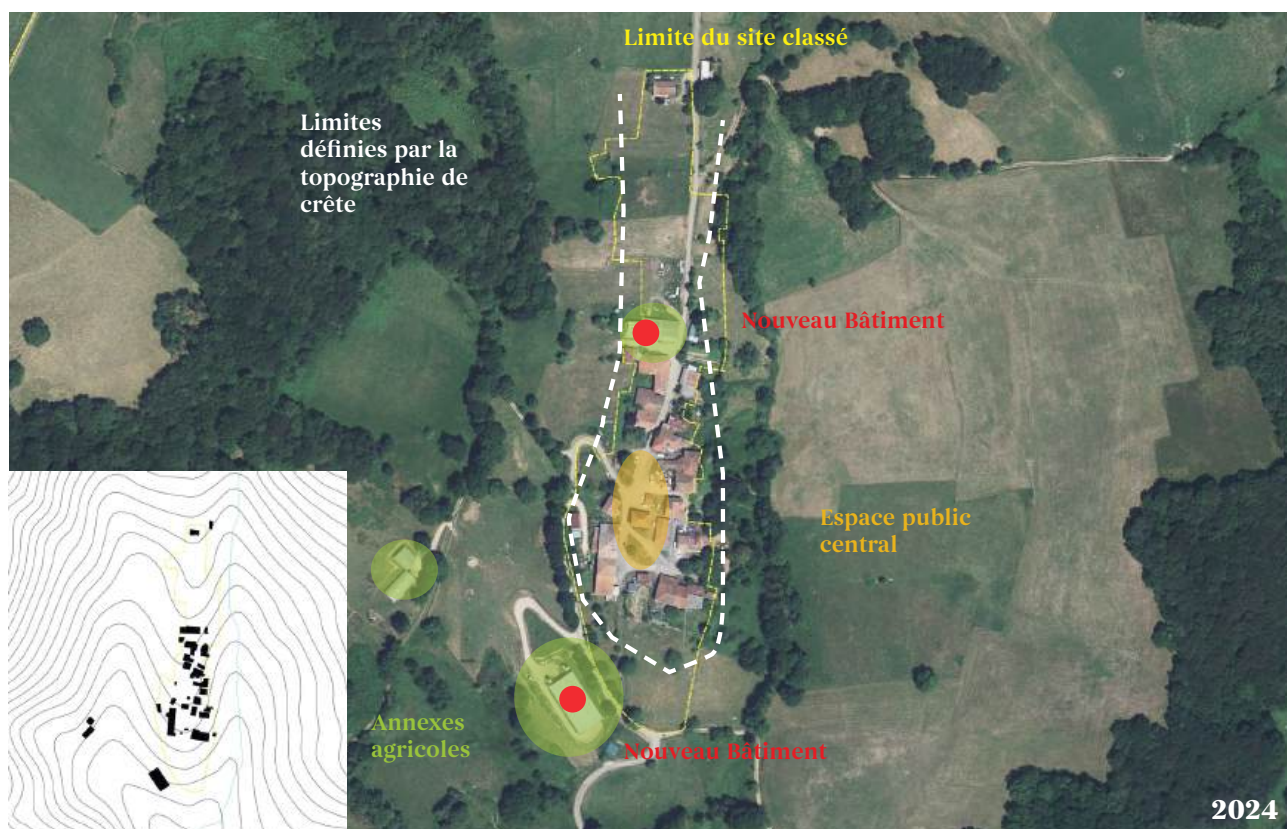 Limite du site classé
Limites
définies par la
topographie de
crête
Nouveau Bâtiment
Espace public
central
Annexes
agricoles
Nouveau Bâtiment
2024